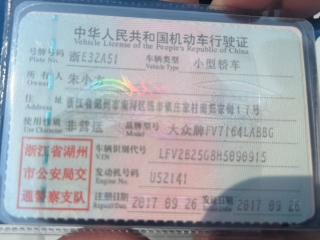 中华人民共和国机动车行驶证
Vehicle License of the People's Republic of China
号牌号码 浙E32A51 车辆类型 小型轿车
Plate No. Vehicle Type
所有人 朱小
Owner
住
使用性质 非营运 品牌型号 大众牌FV7164LABBG
Use Character Model
浙江省湖州
市公安局交
通警察支队
车辆识别代号
VIN
LFV2B25G8H5090915
发动机号码 U52141
Engine No.
注册日期 2017 09 26 发证日期 2017 09 26